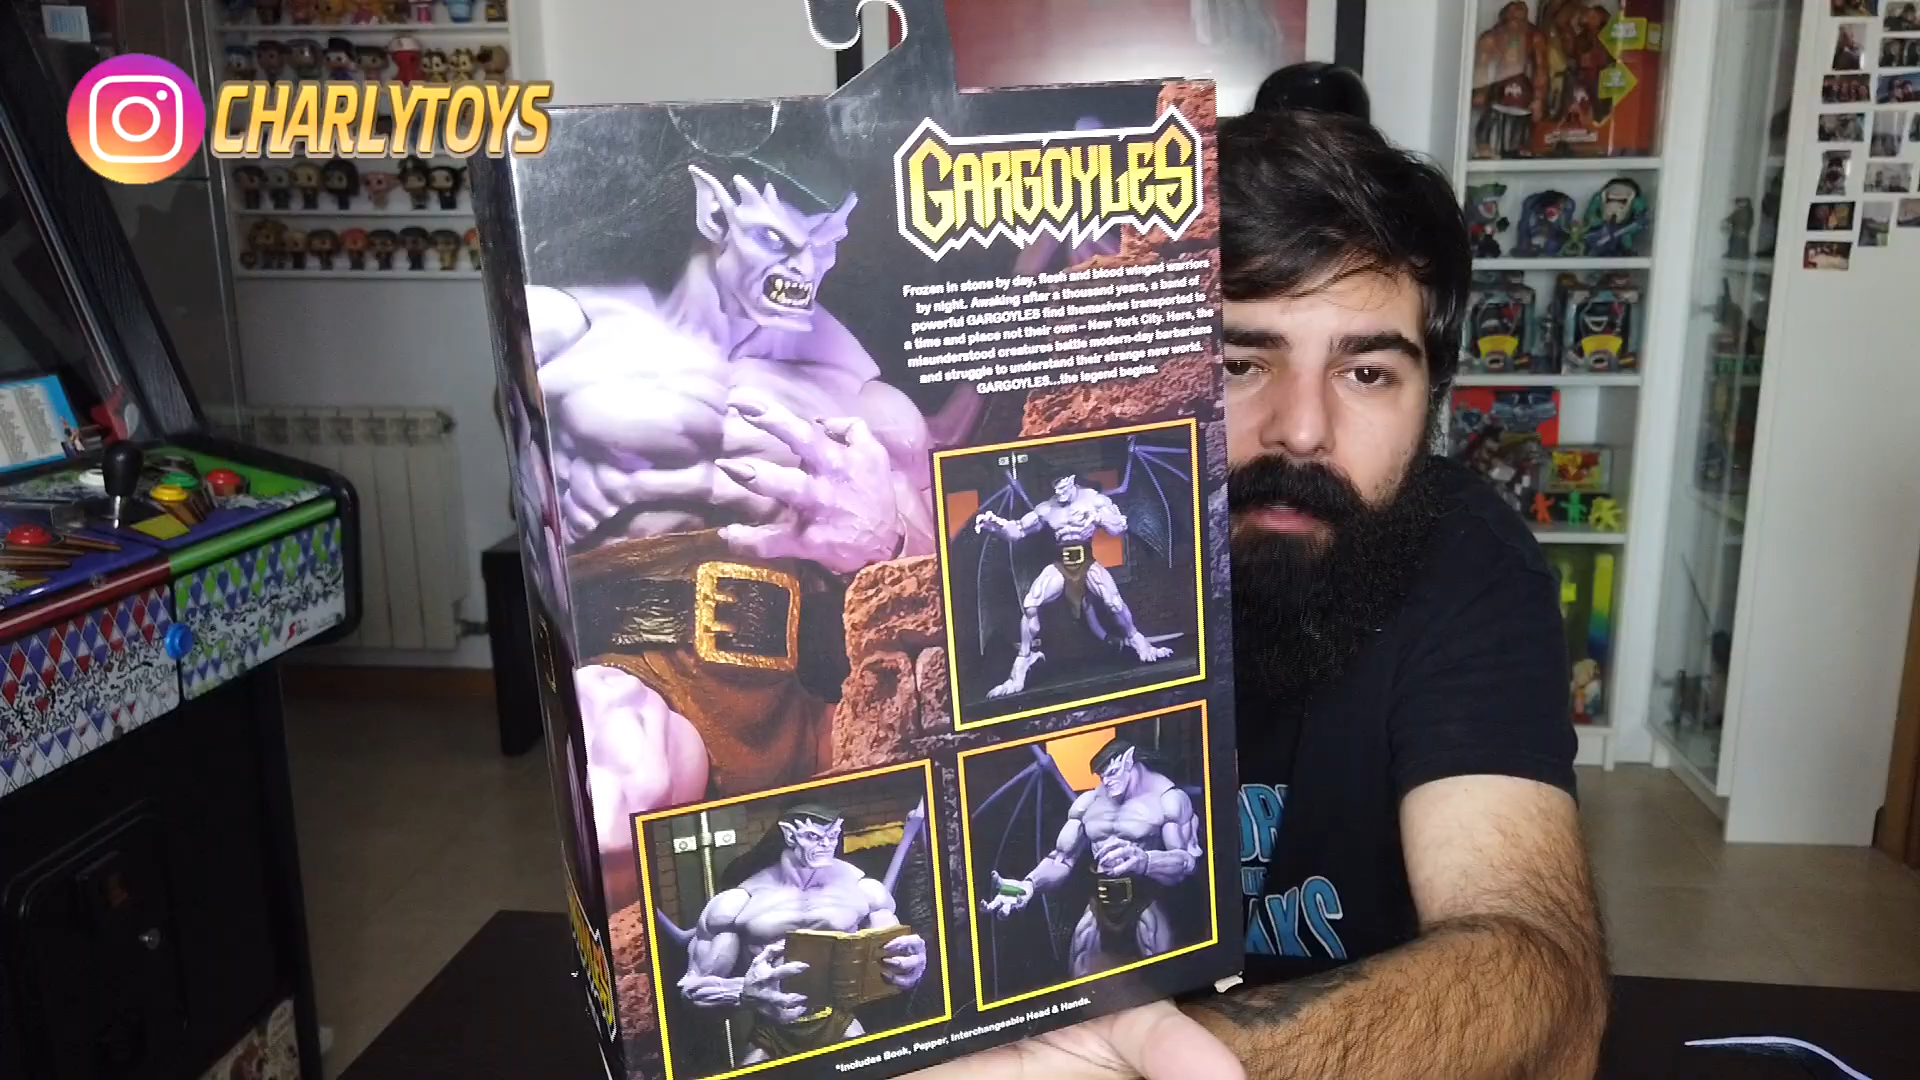 CHARLYTOYS
GARGOYLES
Frozen in stone by day, flesh and blood winged warriors
by night. Awaking after a thousand years, a band of
powerful GARGOYLES find themselves transported to
a time and place not their own – New York City. Here, the
misunderstood creatures battle modern-day barbarians
and struggle to understand their strange new world.
GARGOYLES...the legend begins.
*Includes Book, Pepper, Interchangeable Head & Hands.